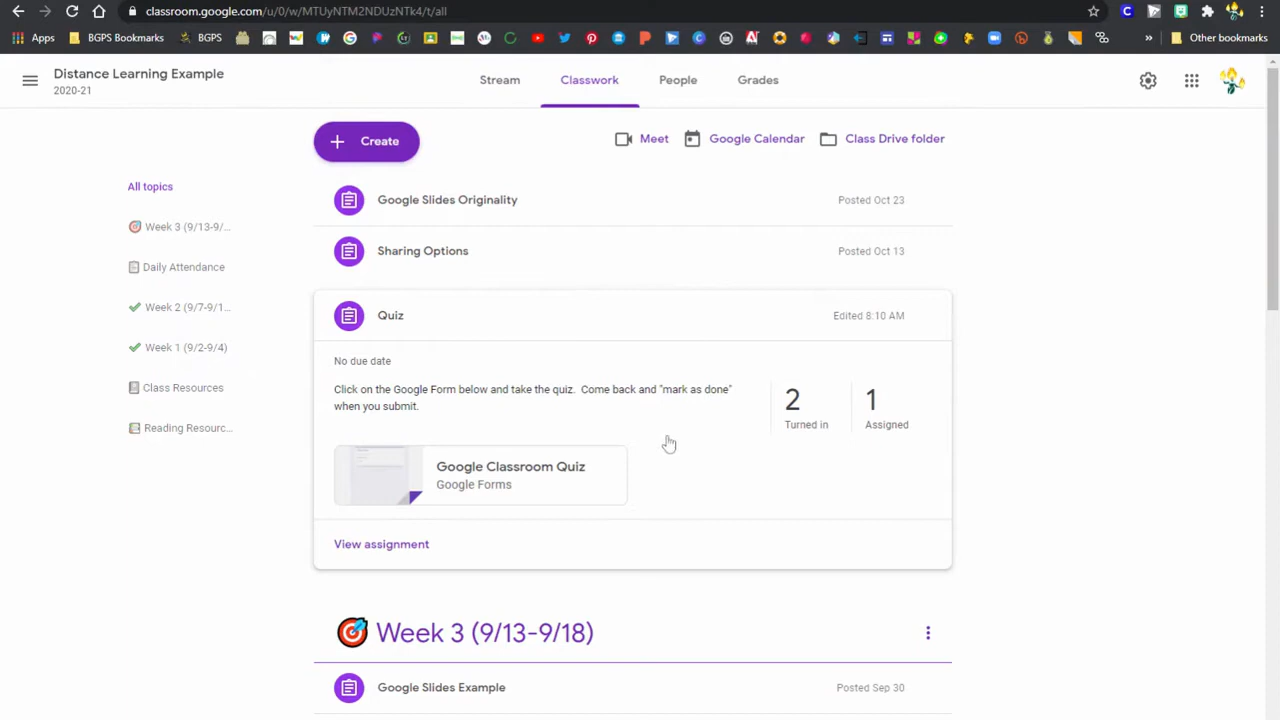 classroom.google.com/u/0/w/MTUyNTM2NDUzNTk4/t/all
Apps
BGPS Bookmarks
BGPS
»
Other bookmarks
Distance Learning Example
2020-21
Stream
Classwork
People
Grades
+ Create
Meet
Google Calendar
Class Drive folder
All topics
Week 3 (9/13-9/...
Daily Attendance
Week 2 (9/7-9/1...
Week 1 (9/2-9/4)
Class Resources
Reading Resourc...
Google Slides Originality
Posted Oct 23
Sharing Options
Posted Oct 13
Quiz
Edited 8:10 AM
No due date
Click on the Google Form below and take the quiz. Come back and "mark as done"
when you submit.
2
Turned in
1
Assigned
Google Classroom Quiz
Google Forms
View assignment
Week 3 (9/13-9/18)
Google Slides Example
Posted Sep 30